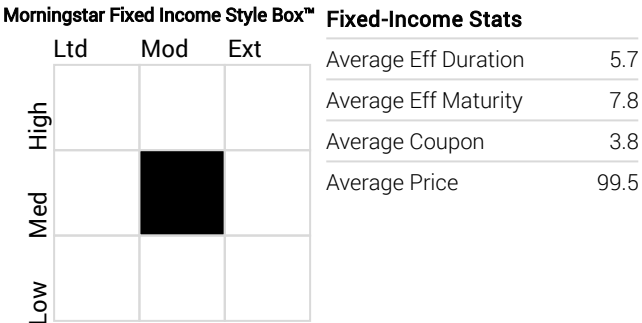 Morningstar Fixed Income Style Box™
Ltd Mod Ext
High
Med
Low
Fixed-Income Stats
Average Eff Duration 5.7
Average Eff Maturity 7.8
Average Coupon 3.8
Average Price 99.5